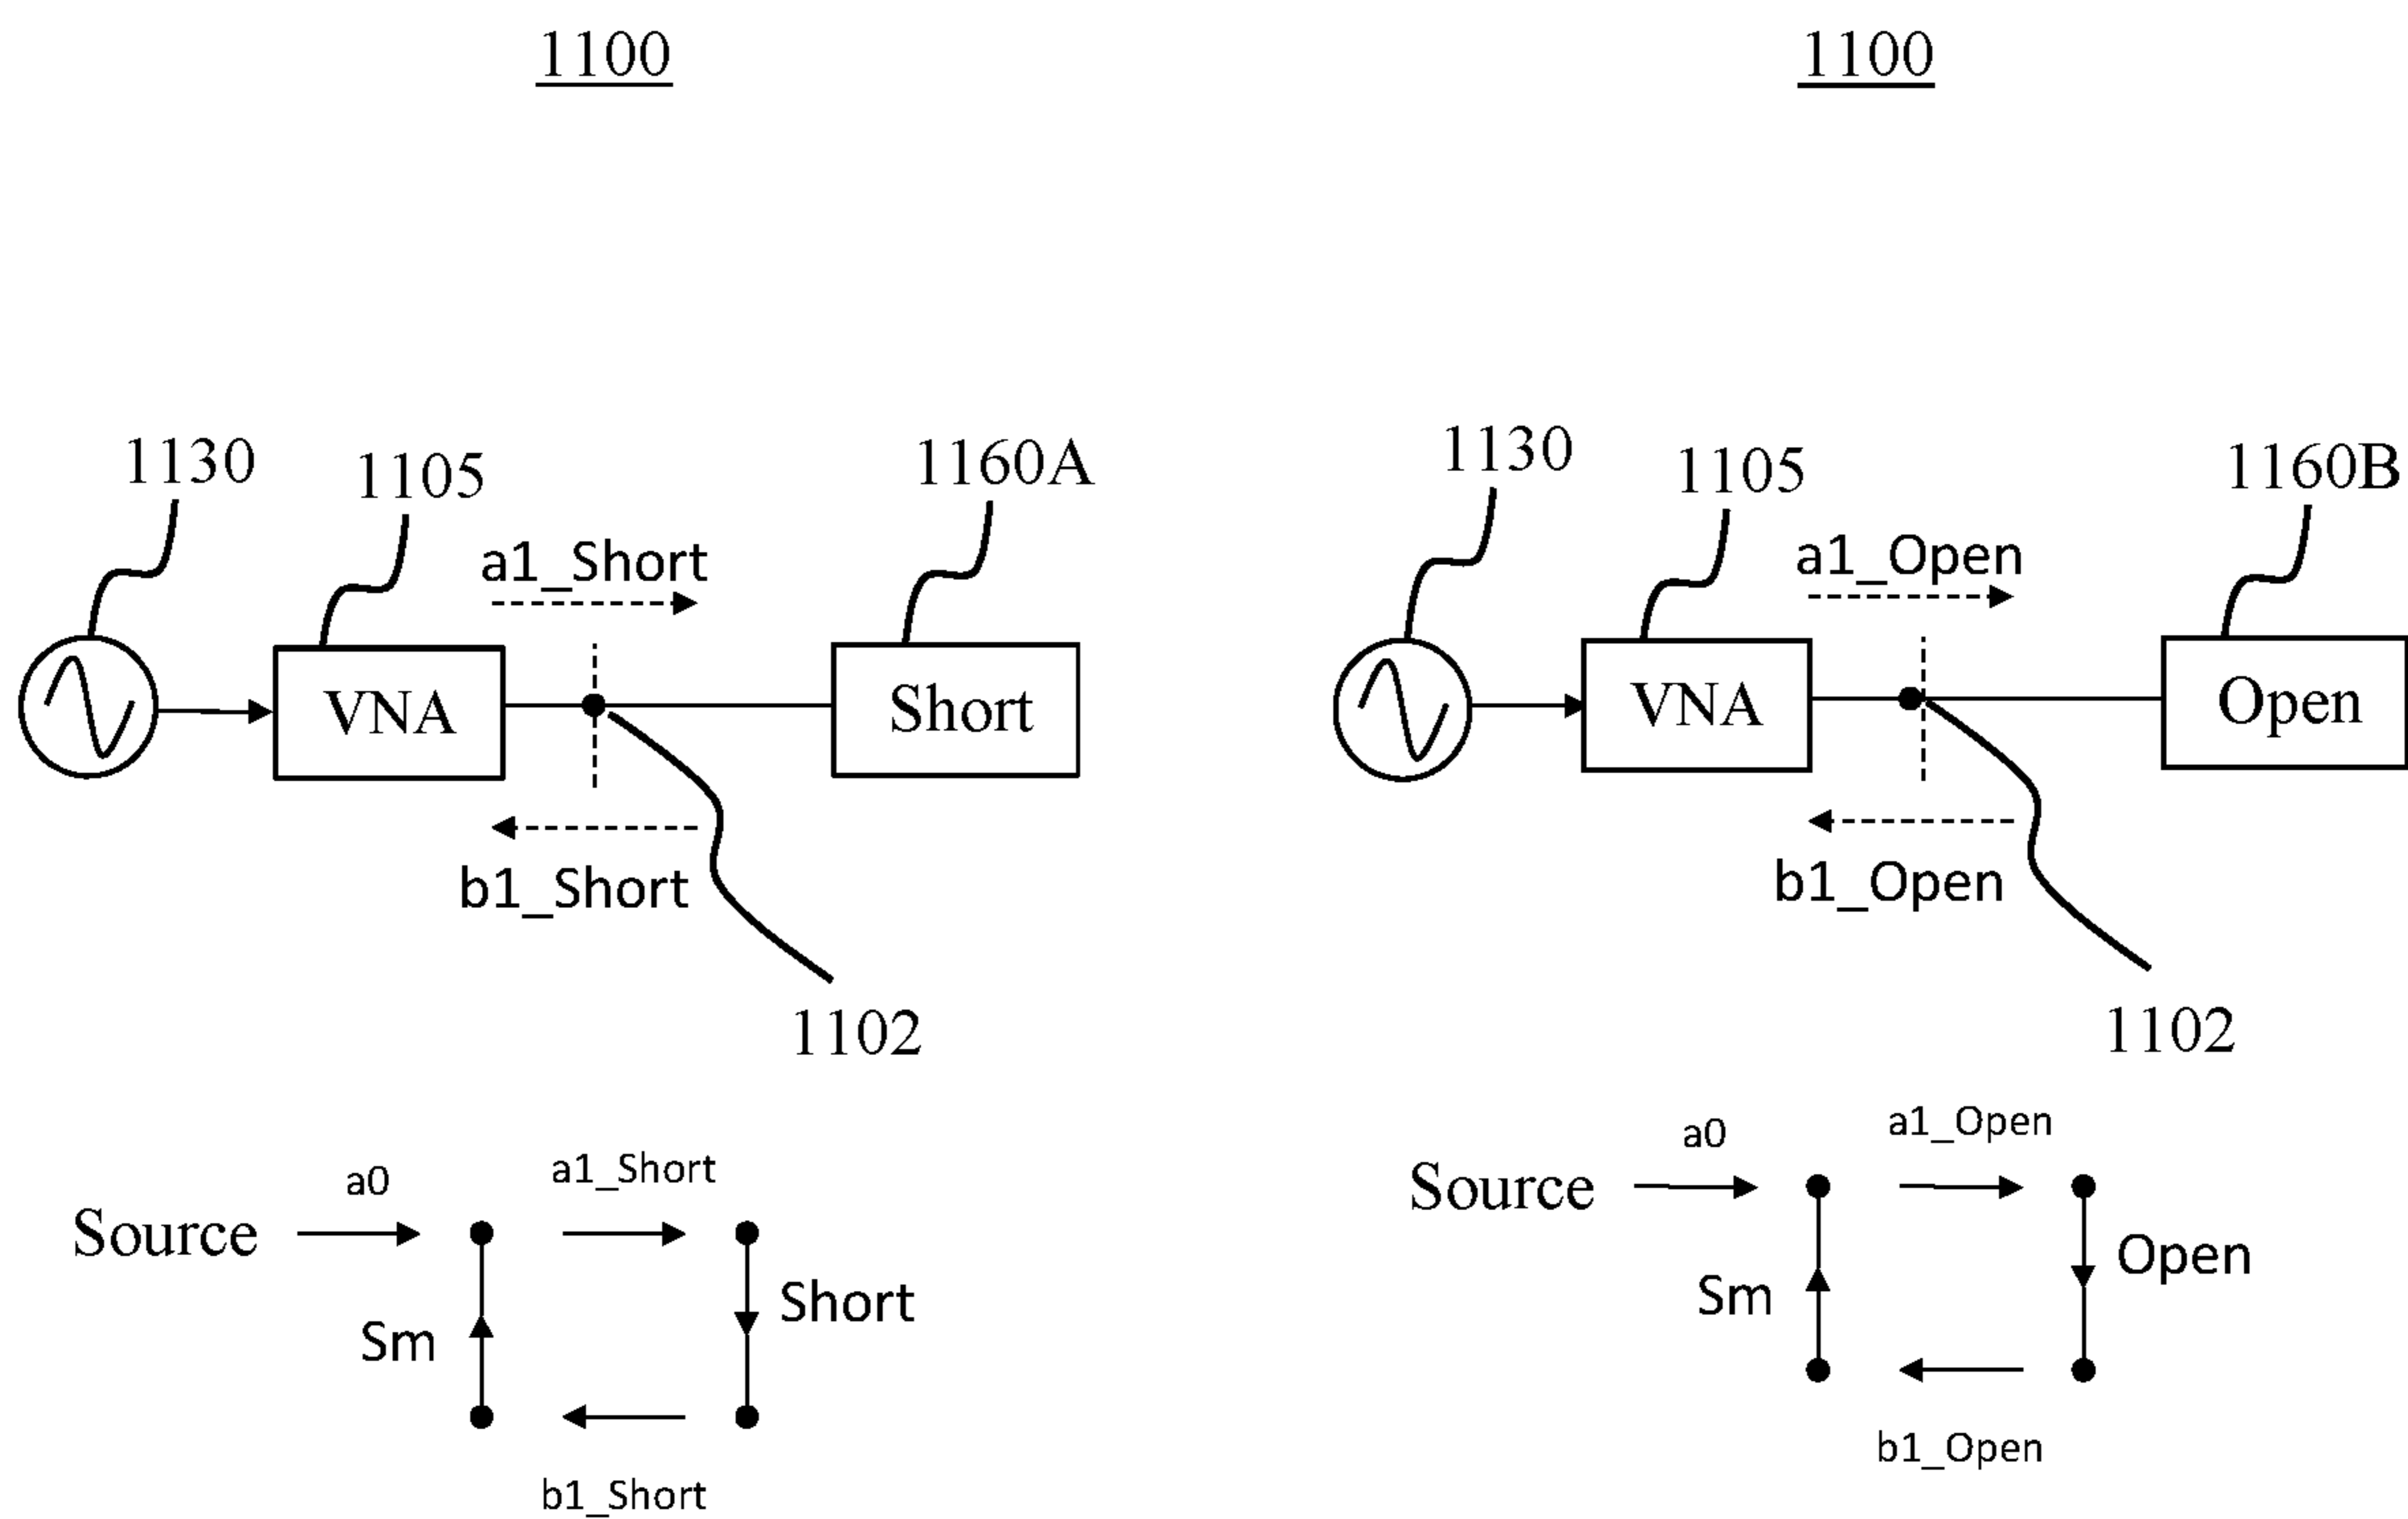 1100
1130
1105
1160A
a1_Short
VNA
Short
b1_Short
1102
a0
a1_Short
Source
Short
Sm
b1_Short
1100
1130
1105
1160B
a1_Open
VNA
Open
b1_Open
1102
a0
a1_Open
Source
Open
Sm
b1_Open